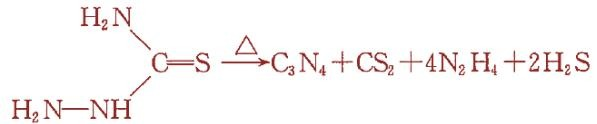 H₂N
C=S △→ C₃N₄+CS₂+4N₂H₄+2H₂S
H₂N—NH